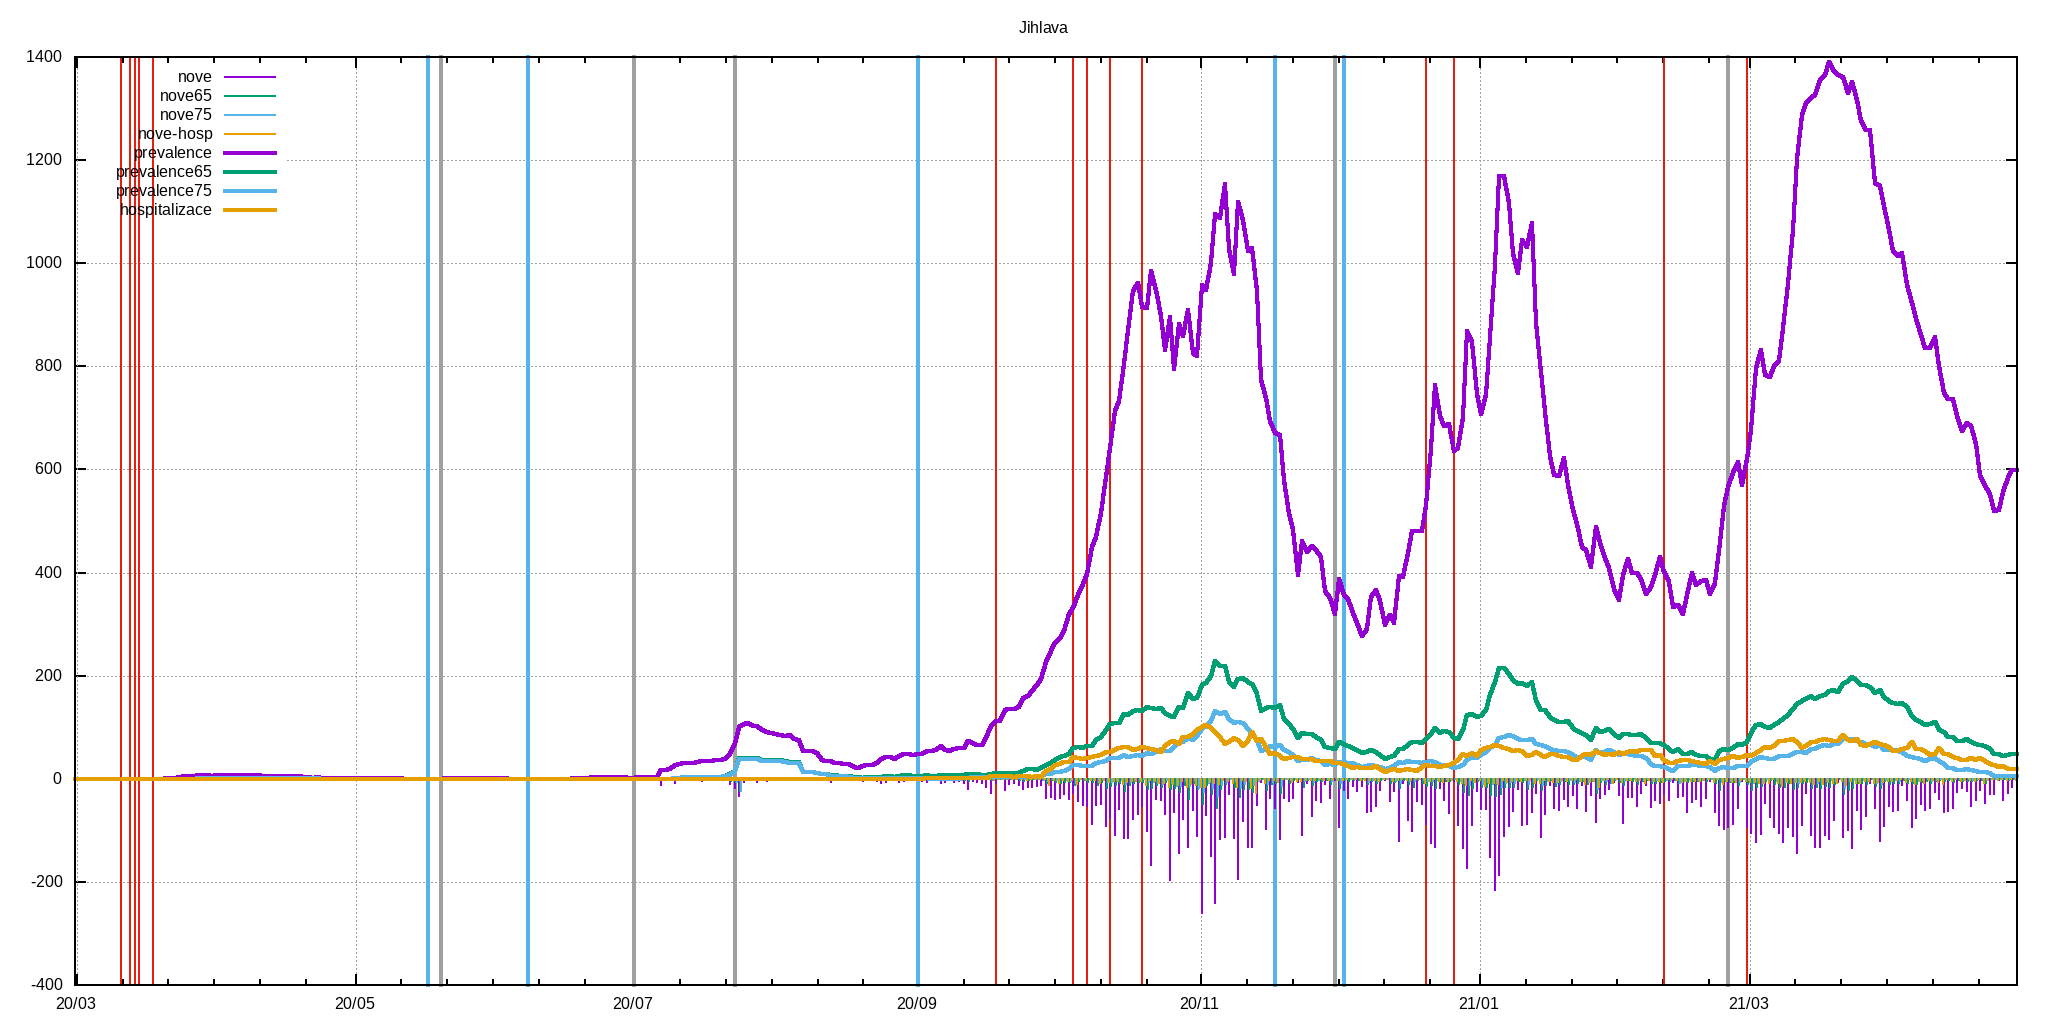 Jihlava
1400
1200
1000
800
600
400
200
0
-200
-400
nove
nove65
nove75
nove-hosp
prevalence
prevalence65
prevalence75
hospitalizace
20/03
20/05
20/07
20/09
20/11
21/01
21/03